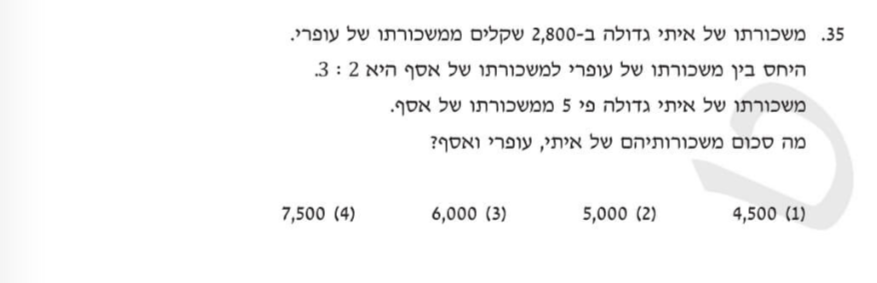 35. משכורתו של איתי גדולה ב-2,800 שקלים ממשכורתו של עופרי.
היחס בין משכורתו של עופרי למשכורתו של אסף היא 2 : 3.
משכורתו של איתי גדולה פי 5 ממשכורתו של אסף.
מה סכום משכורותיהם של איתי, עופרי ואסף?
(1) 4,500 (2) 5,000 (3) 6,000 (4) 7,500